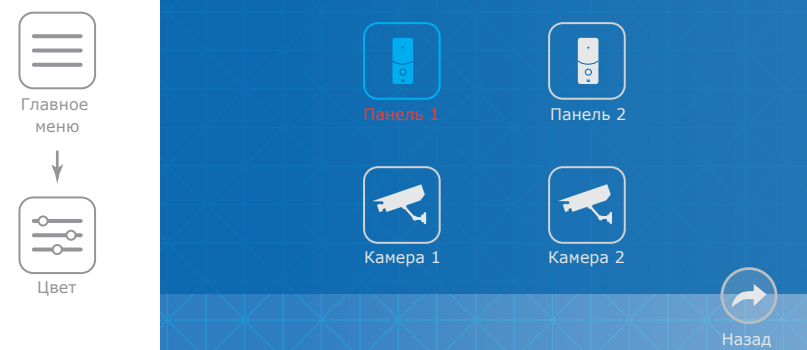 Главное
меню
Цвет
Панель 1
Панель 2
Камера 1
Камера 2
Назад